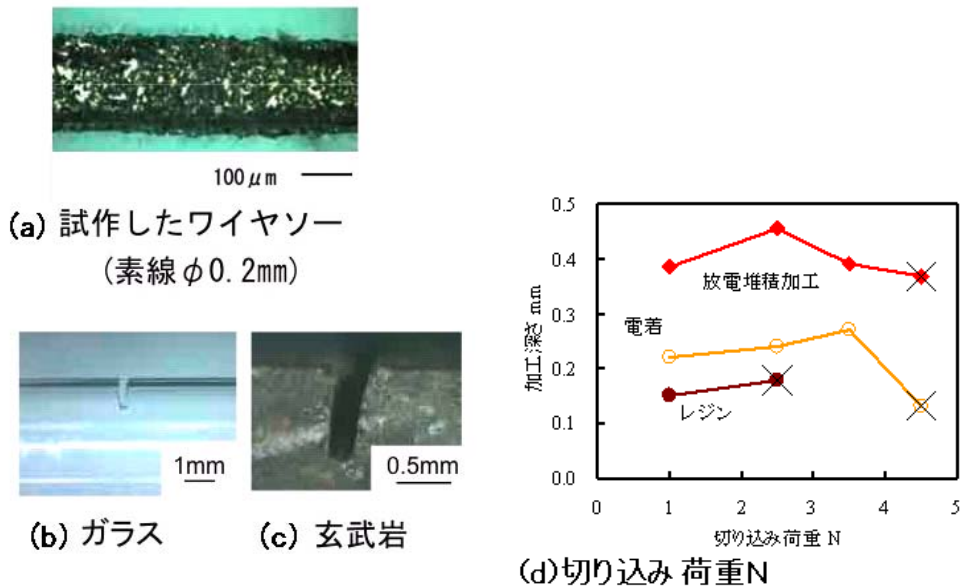 100μm
(a) 試作したワイヤソー
(素線φ0.2mm)
1mm
0.5mm
(b) ガラス
(c) 玄武岩
加工深さ mm
0.5
0.4
0.3
0.2
0.1
0.0
放電堆積加工
電着
レジン
0 1 2 3 4 5
切り込み荷重 N
(d)切り込み 荷重N